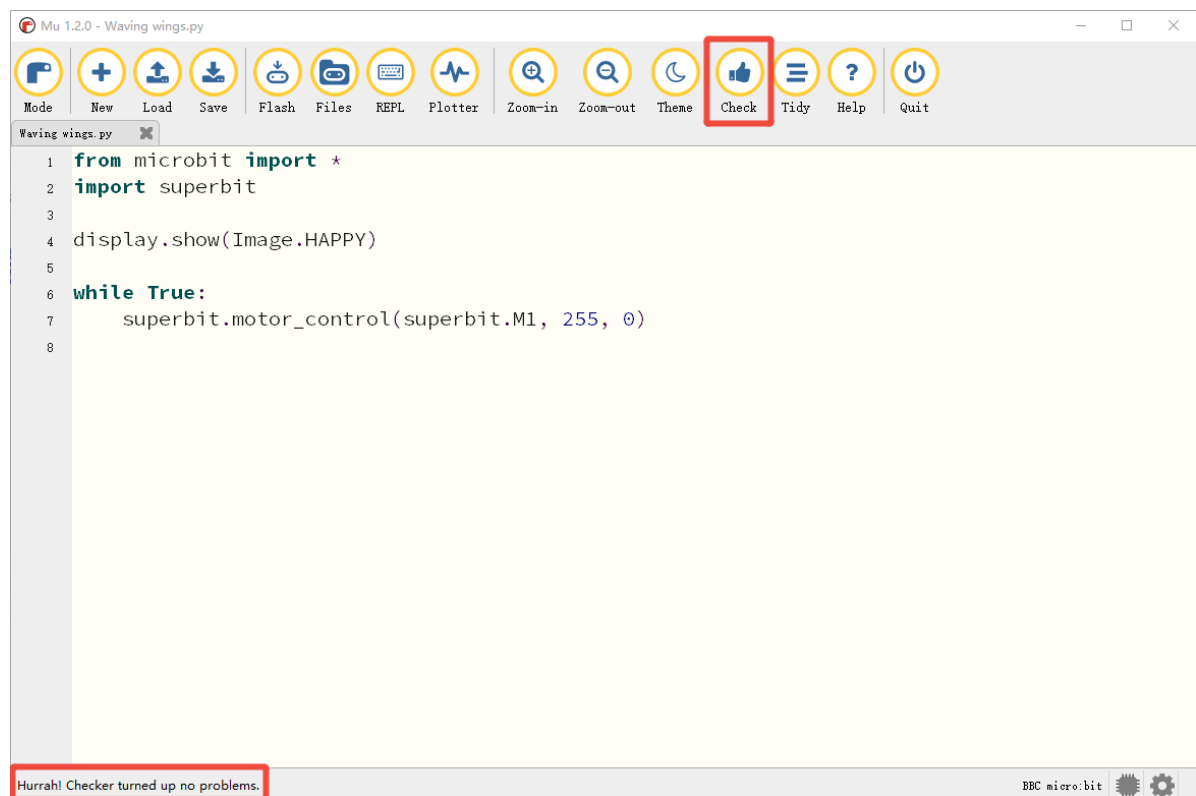 Mu 1.2.0 - Waving wings.py
Mode New Load Save Flash Files REPL Plotter Zoom-in Zoom-out Theme Check Tidy Help Quit
Waving wings.py
1 from microbit import *
2 import superbit
3
4 display.show(Image.HAPPY)
5
6 while True:
7     superbit.motor_control(superbit.M1, 255, 0)
8
Hurrah! Checker turned up no problems. BBC micro:bit